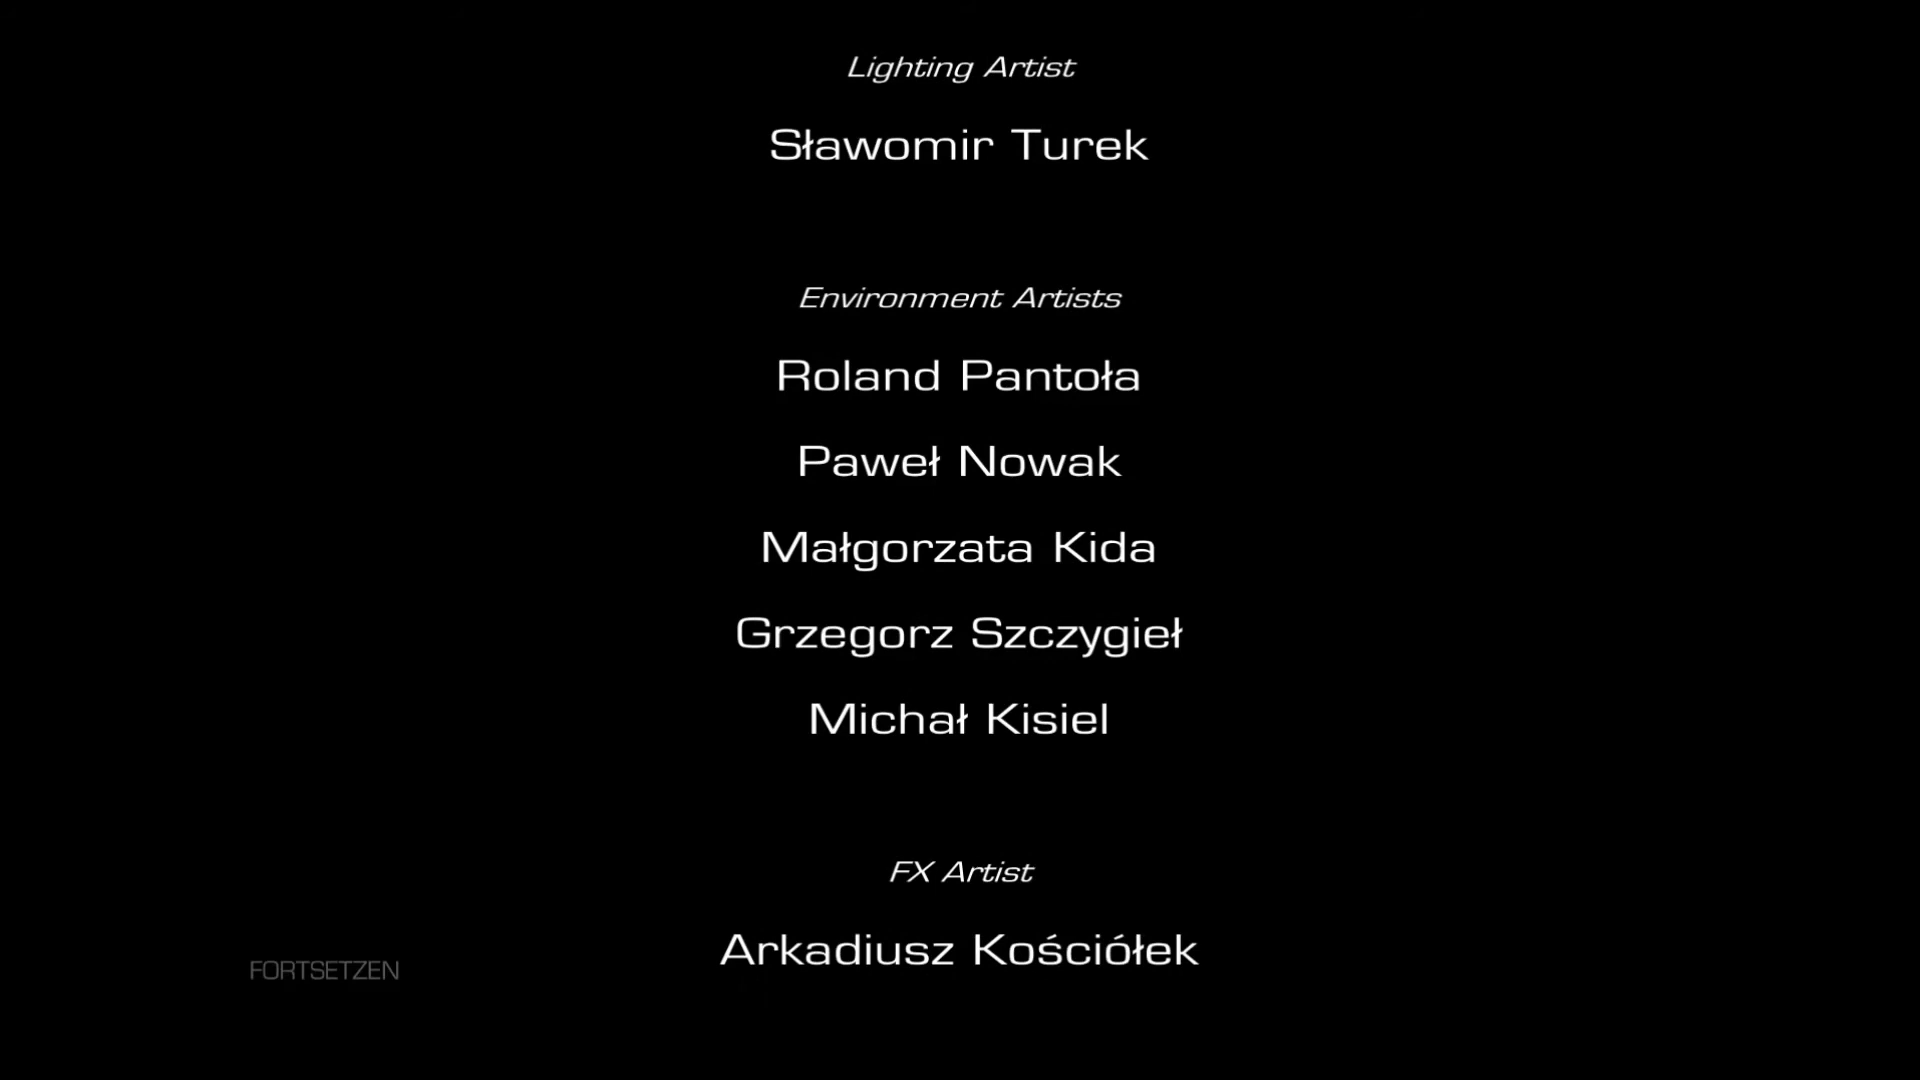 Lighting Artist
Sławomir Turek
Environment Artists
Roland Pantoła
Paweł Nowak
Małgorzata Kida
Grzegorz Szczygieł
Michał Kisiel
FX Artist
Arkadiusz Kościółek
FORTSETZEN